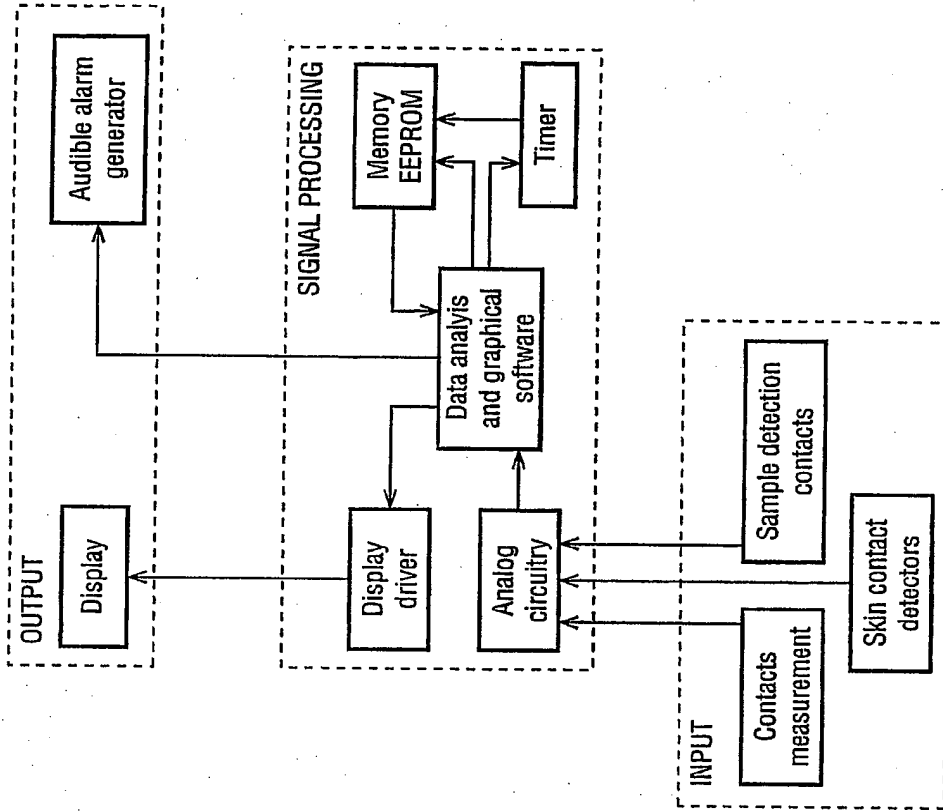 OUTPUT
Display
Audible alarm
generator
SIGNAL PROCESSING
Display
driver
Memory
EEPROM
Analog
circuitry
Data analyis
and graphical
software
Timer
INPUT
Contacts
measurement
Sample detection
contacts
Skin contact
detectors